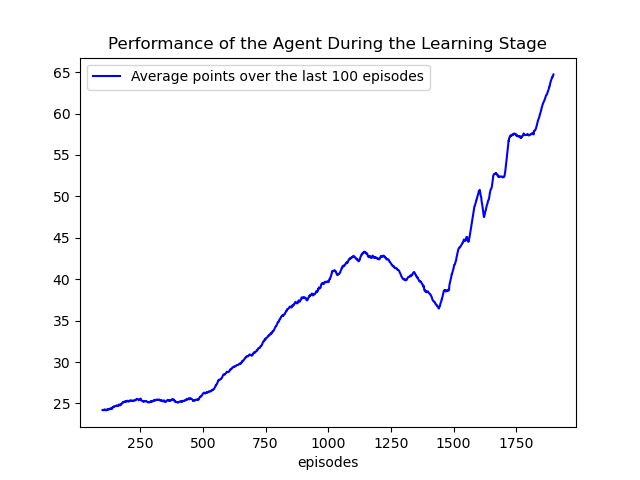 Performance of the Agent During the Learning Stage
Average points over the last 100 episodes
65
60
55
50
45
40
35
30
25
250 500 750 1000 1250 1500 1750
episodes